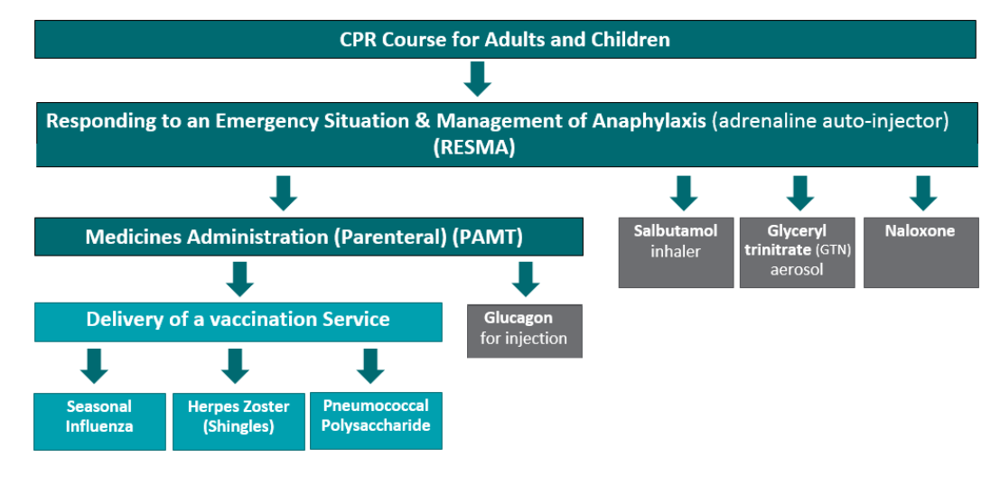 CPR Course for Adults and Children
Responding to an Emergency Situation & Management of Anaphylaxis (adrenaline auto-injector)
(RESMA)
Medicines Administration (Parenteral) (PAMT)
Salbutamol
inhaler
Glyceryl
trinitrate (GTN)
aerosol
Naloxone
Delivery of a vaccination Service
Glucagon
for injection
Seasonal
Influenza
Herpes Zoster
(Shingles)
Pneumococcal
Polysaccharide